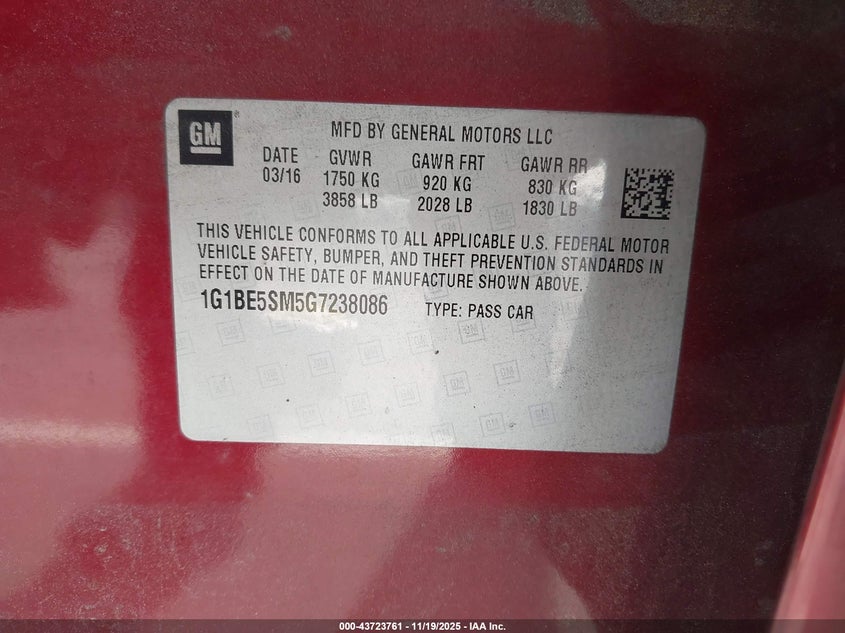 GM ®
MFD BY GENERAL MOTORS LLC
DATE GVWR GAWR FRT GAWR RR
03/16 1750 KG 920 KG 830 KG
3858 LB 2028 LB 1830 LB
THIS VEHICLE CONFORMS TO ALL APPLICABLE U.S. FEDERAL MOTOR
VEHICLE SAFETY, BUMPER, AND THEFT PREVENTION STANDARDS IN
EFFECT ON THE DATE OF MANUFACTURE SHOWN ABOVE.
1G1BE5SM5G7238086 TYPE: PASS CAR
000-43723761 - 11/19/2025 - IAA Inc.